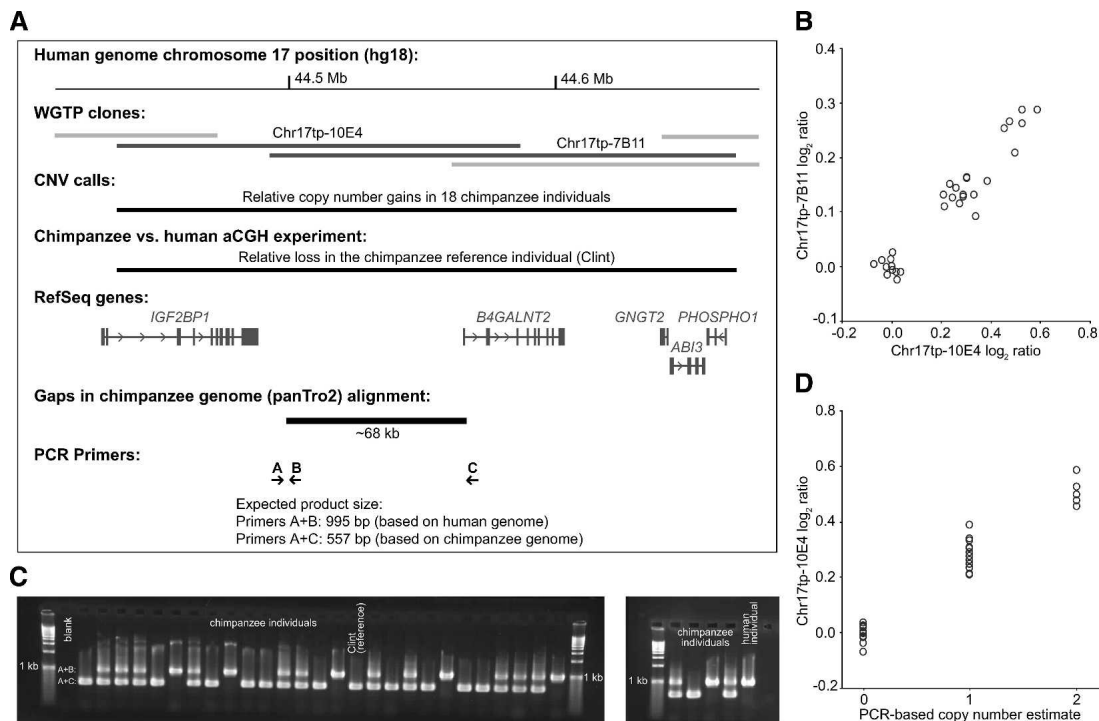 A
Human genome chromosome 17 position (hg18):
44.5 Mb
44.6 Mb
WGTP clones:
Chr17tp-10E4
Chr17tp-7B11
CNV calls:
Relative copy number gains in 18 chimpanzee individuals
Chimpanzee vs. human aCGH experiment:
Relative loss in the chimpanzee reference individual (Clint)
RefSeq genes:
IGF2BP1
B4GALNT2
GNGT2
PHOSPHO1
ABI3
Gaps in chimpanzee genome (panTro2) alignment:
~68 kb
PCR Primers:
A
B
C
Expected product size:
Primers A+B: 995 bp (based on human genome)
Primers A+C: 557 bp (based on chimpanzee genome)
B
0.4
0.3
0.2
0.1
0.0
-0.1
-0.2
0.0
0.2
0.4
0.6
0.8
Chr17tp-7B11 log2 ratio
Chr17tp-10E4 log2 ratio
C
blank
chimpanzee individuals
Clint
(reference)
1 kb
A+B:
A+C:
1 kb
chimpanzee
individuals
human
individual
1 kb
D
0.8
0.6
0.4
0.2
0.0
-0.2
0
1
2
Chr17tp-10E4 log2 ratio
PCR-based copy number estimate